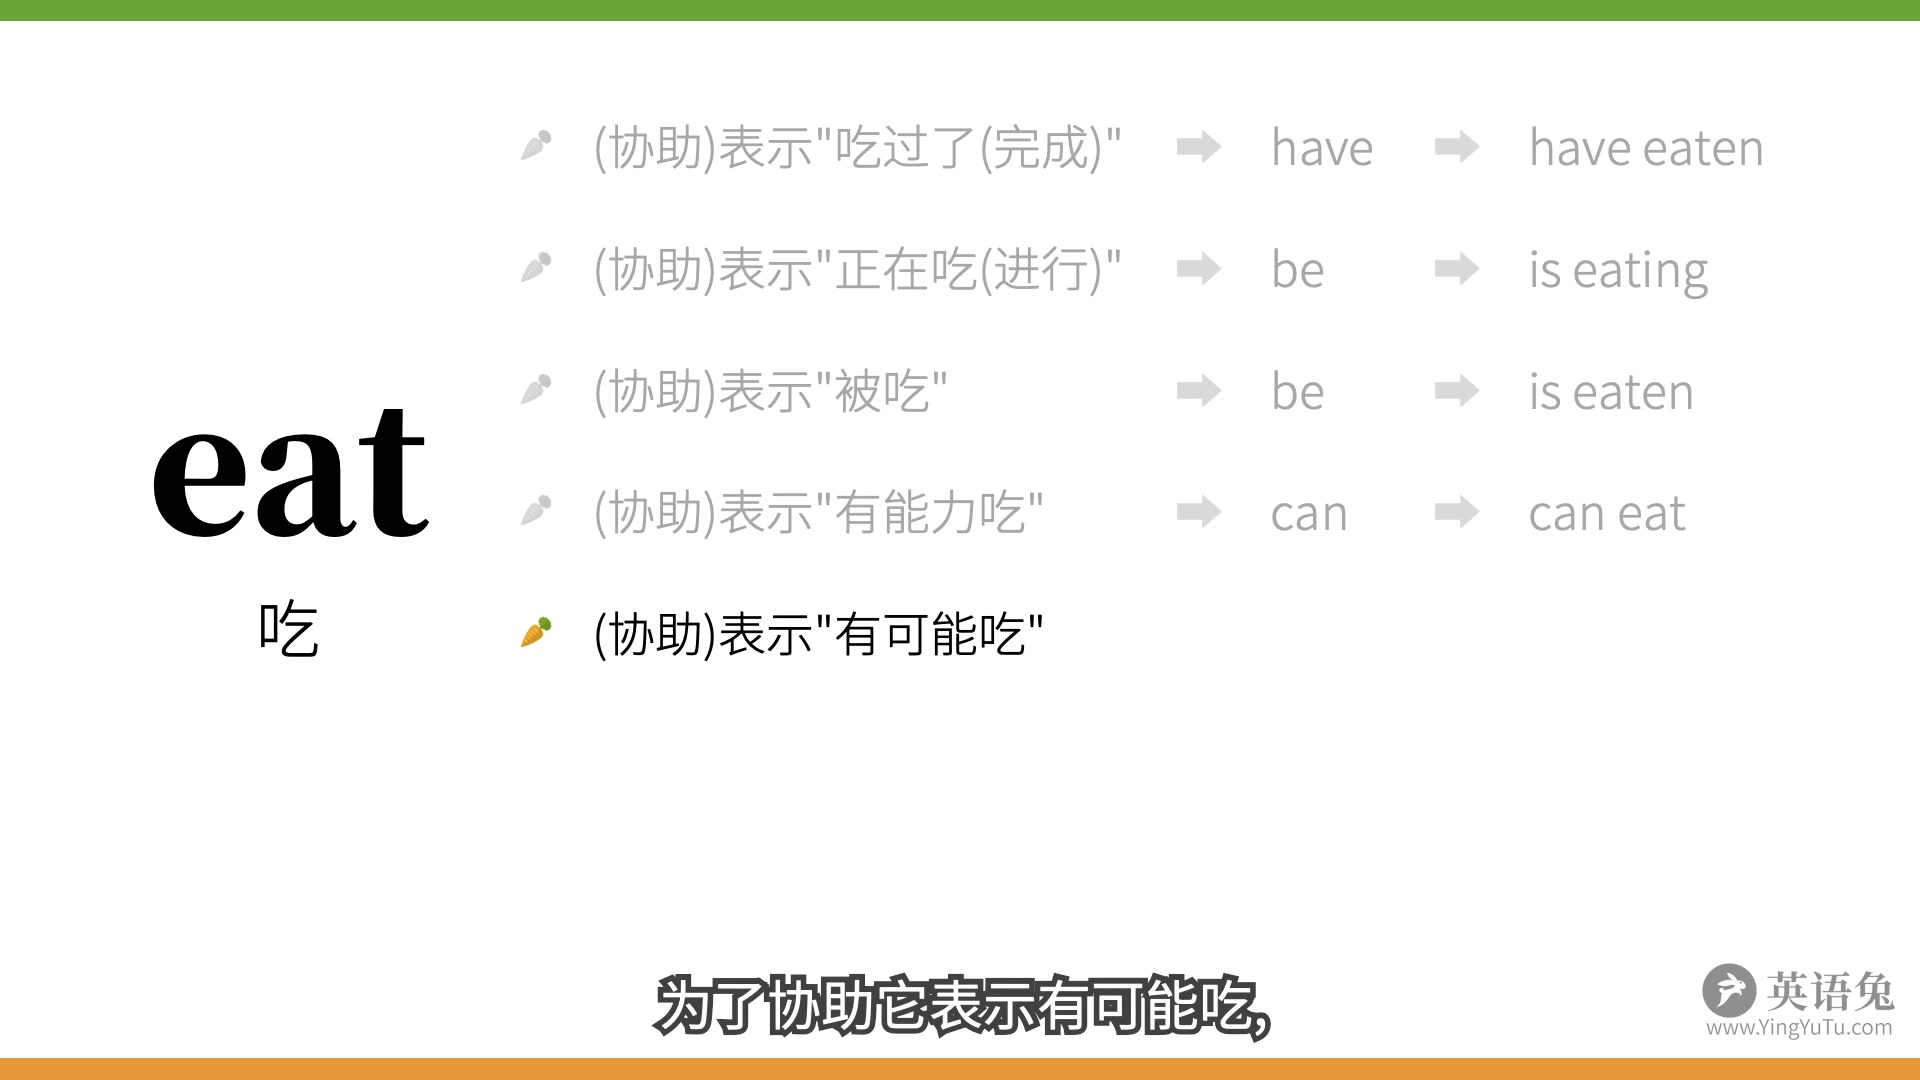 (协助)表示"吃过了(完成)" have have eaten
(协助)表示"正在吃(进行)" be is eating
(协助)表示"被吃" be is eaten
(协助)表示"有能力吃" can can eat
eat
吃
(协助)表示"有可能吃"
为了协助它表示有可能吃,
英语兔
www.YingYuTu.com